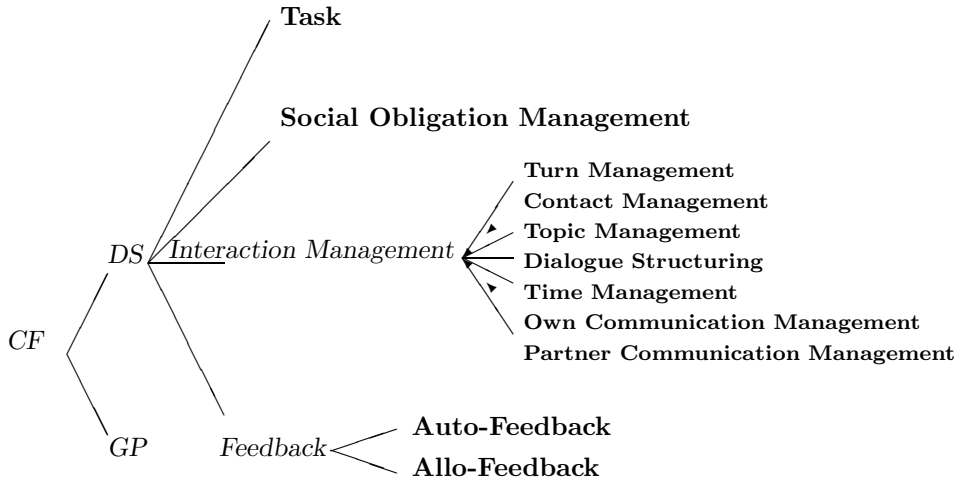 Task
Social Obligation Management
Turn Management
Contact Management
DS Interaction Management Topic Management
Dialogue Structuring
Time Management
Own Communication Management
CF
Partner Communication Management
Auto-Feedback
GP Feedback
Allo-Feedback